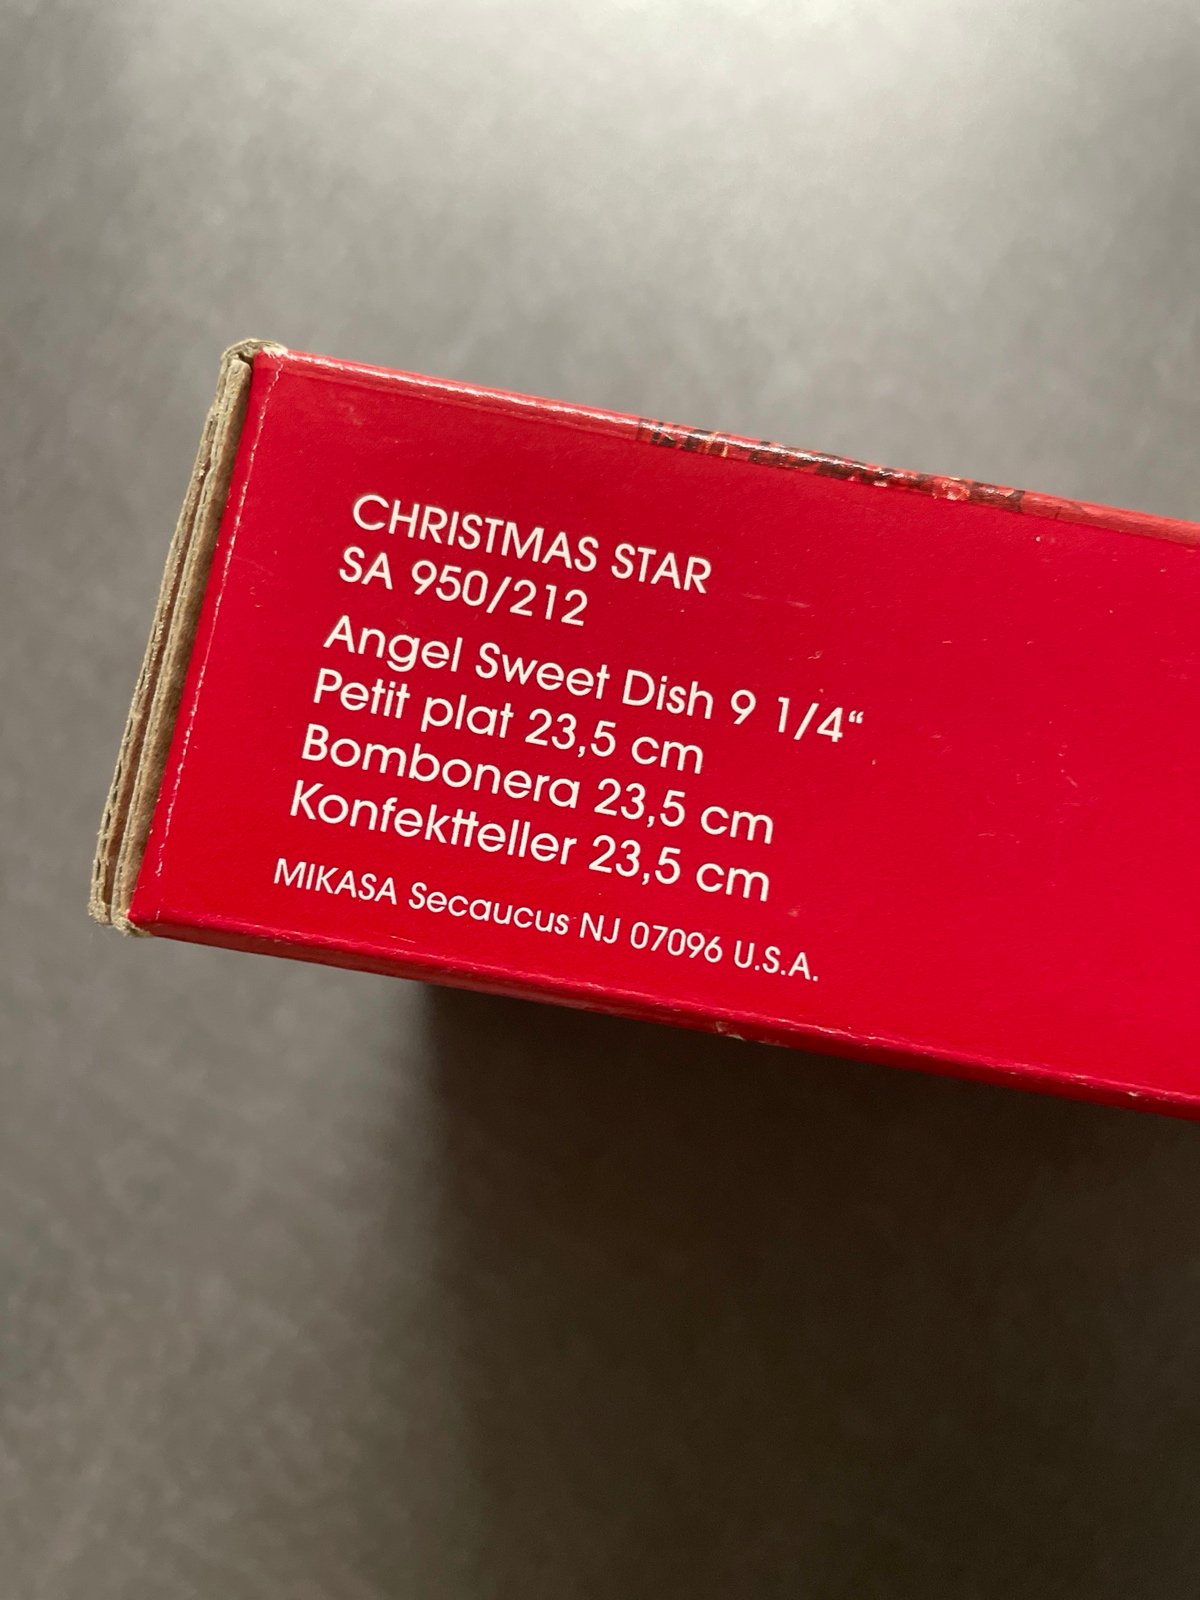 CHRISTMAS STAR
SA 950/212
Angel Sweet Dish 9 1/4“
Petit plat 23,5 cm
Bombonera 23,5 cm
Konfektteller 23,5 cm
MIKASA Secaucus NJ 07096 U.S.A.